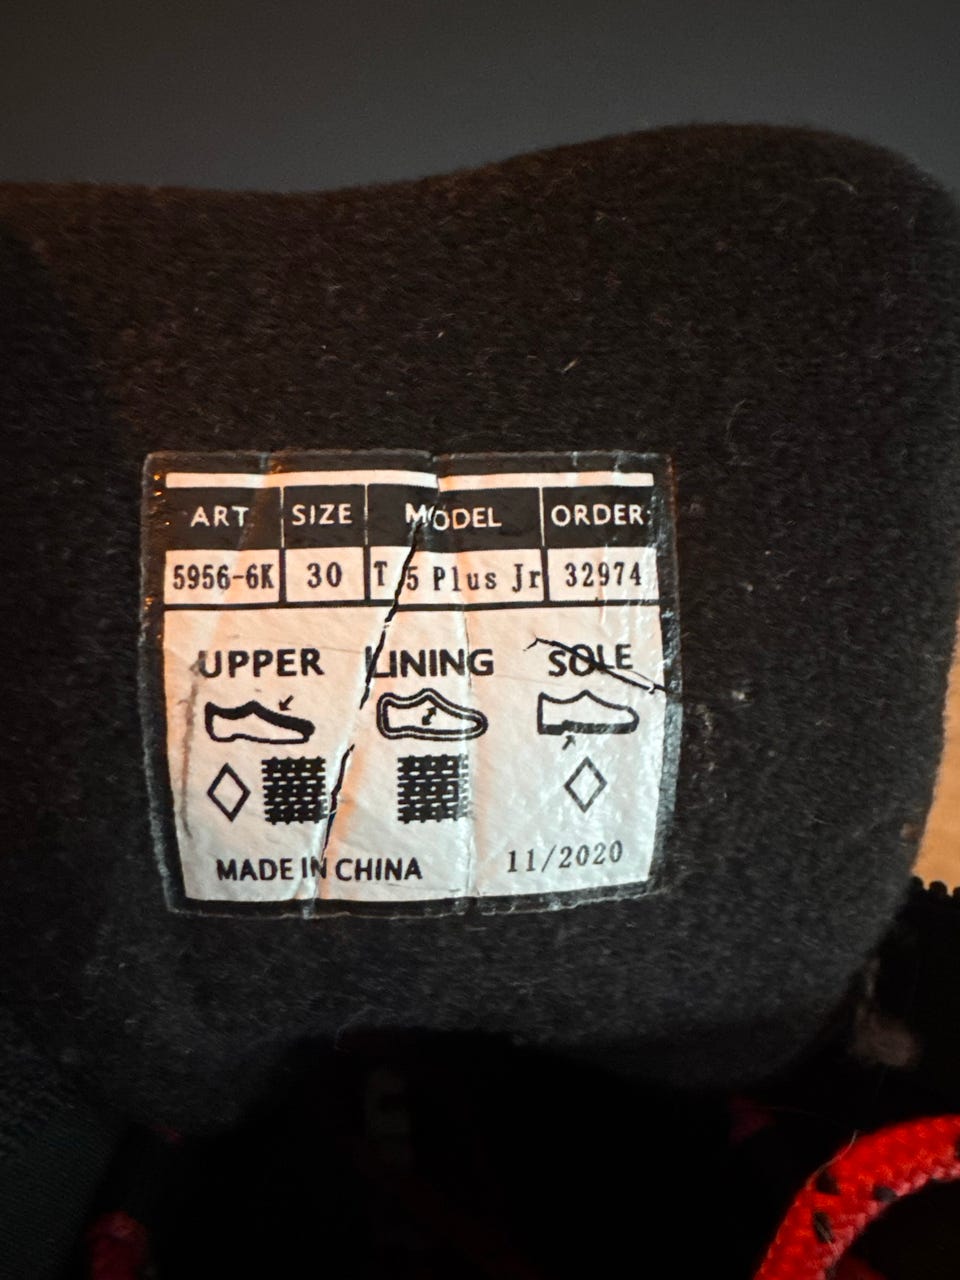 ART SIZE MODEL ORDER:
5956-6K 30 T 5 Plus Jr 32974
UPPER LINING SOLE
MADE IN CHINA 11/2020